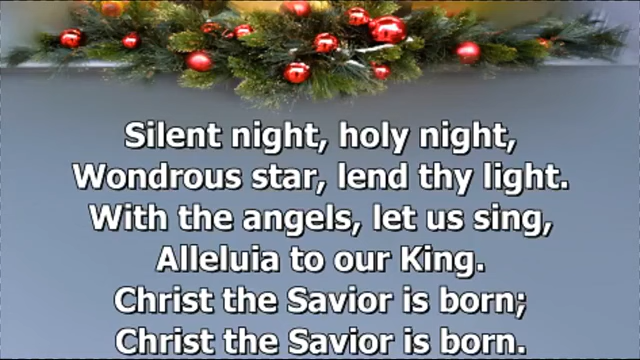 Silent night, holy night,
Wondrous star, lend thy light.
With the angels, let us sing,
Alleluia to our King.
Christ the Savior is born;
Christ the Savior is born.